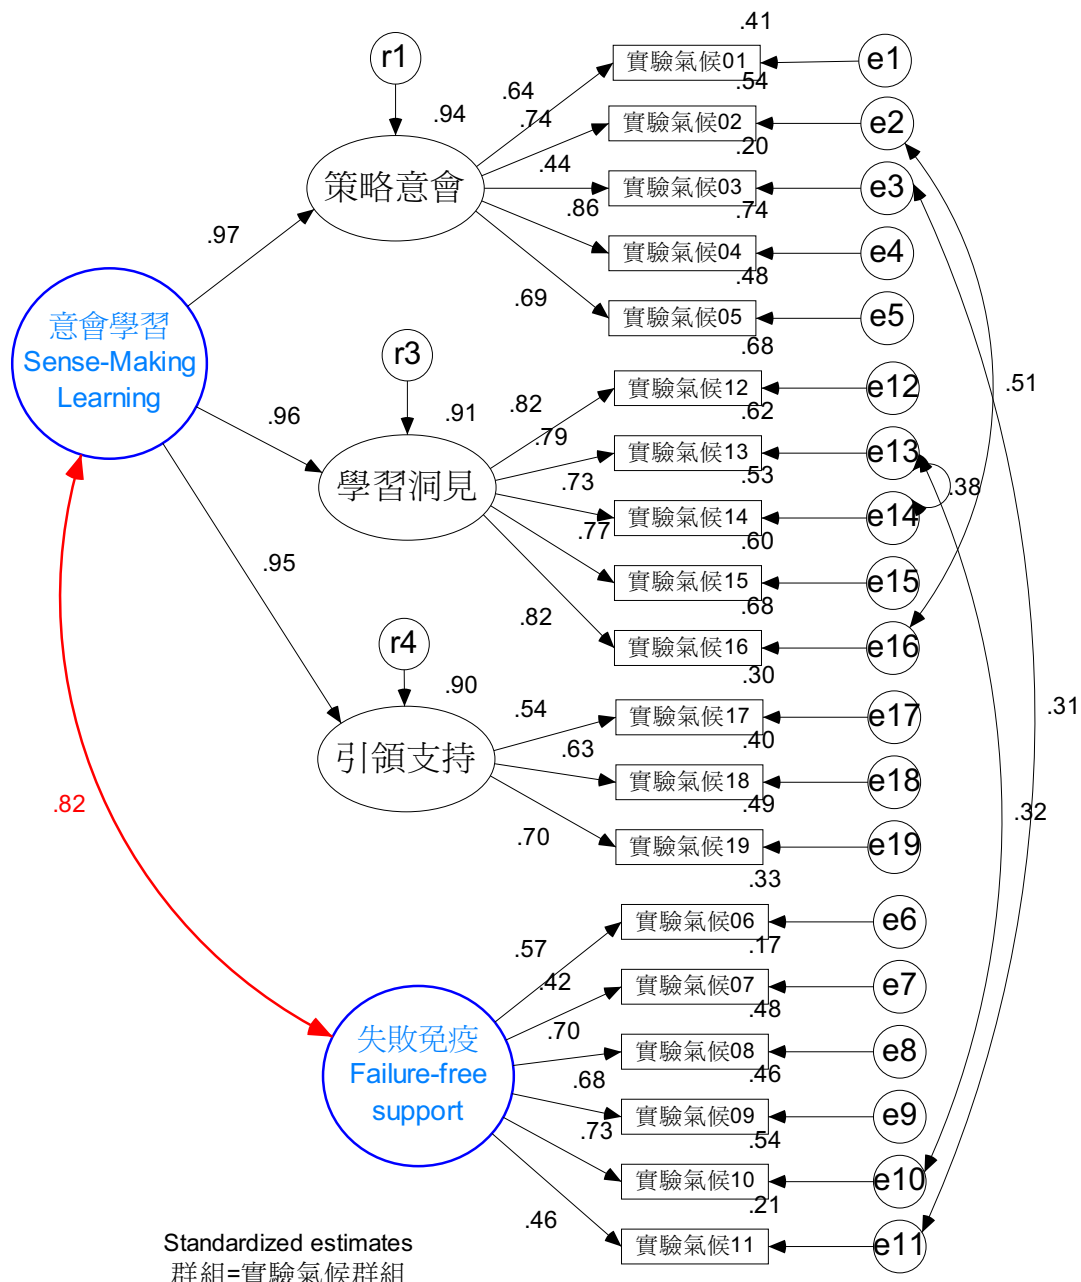 .41
r1
實驗氣候01
e1
.64
.54
.94
.74
實驗氣候02
e2
.20
.44
策略意會
實驗氣候03
e3
.86
.74
.97
實驗氣候04
e4
.48
.69
實驗氣候05
e5
意會學習
Sense-Making
Learning
r3
.68
.82
實驗氣候12
e12
.51
.96
.91
.62
.79
實驗氣候13
e13
.73
.53
.38
學習洞見
實驗氣候14
e14
.77
.60
.95
實驗氣候15
e15
.68
.82
r4
實驗氣候16
e16
.30
.90
.54
實驗氣候17
e17
.31
.63
.40
引領支持
實驗氣候18
e18
.82
.49
.32
.70
實驗氣候19
e19
.33
實驗氣候06
e6
.57
.17
.42
實驗氣候07
e7
.48
.70
失敗免疫
Failure-free
support
實驗氣候08
e8
.68
.46
實驗氣候09
e9
.73
.54
實驗氣候10
e10
.21
.46
實驗氣候11
e11
Standardized estimates
群組=實驗氣候群組